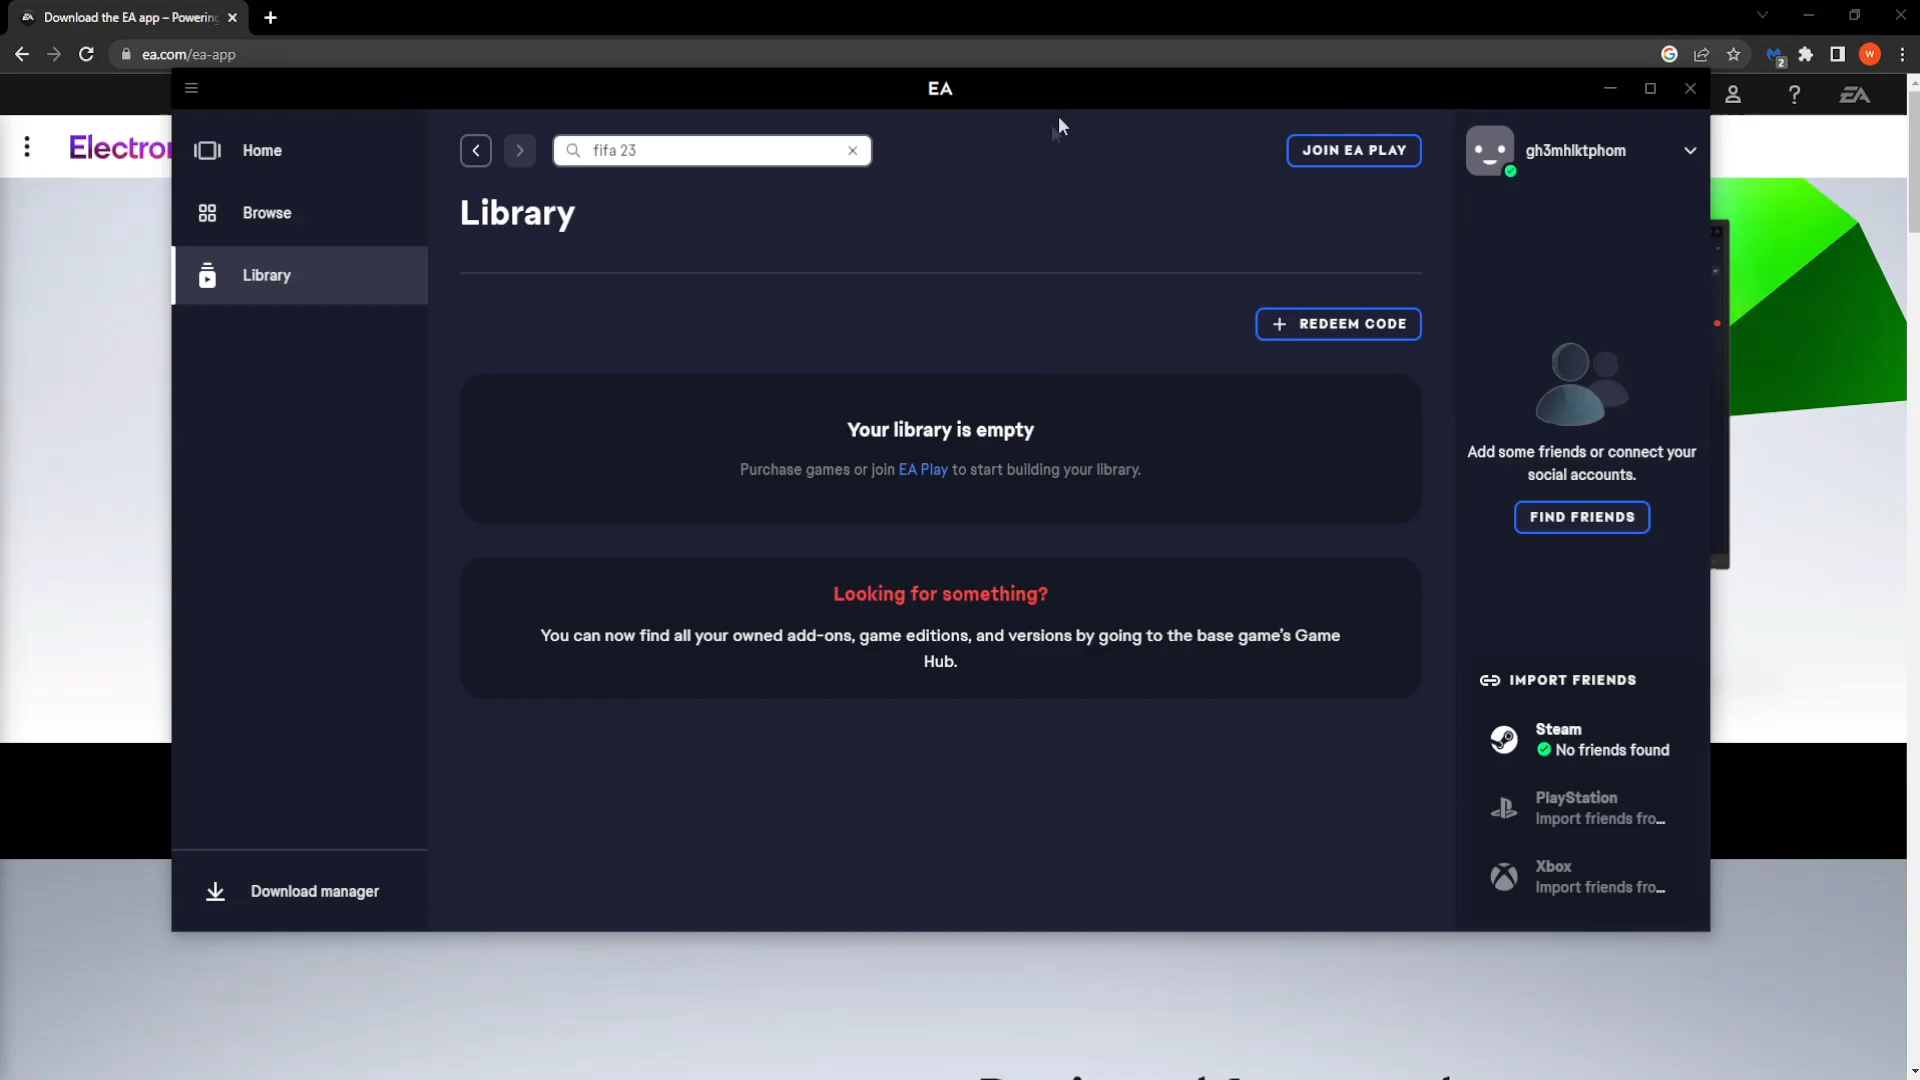 Download the EA app – Powering
ea.com/ea-app
2
W
EA
EA
Home
fifa 23
JOIN EA PLAY
gh3mhlktphom
Browse
Library
Library
REDEEM CODE
Your library is empty
Purchase games or join EA Play to start building your library.
Add some friends or connect your
social accounts.
FIND FRIENDS
Looking for something?
You can now find all your owned add-ons, game editions, and versions by going to the base game's Game
Hub.
IMPORT FRIENDS
Steam
No friends found
PlayStation
Import friends fro...
Xbox
Import friends fro...
Download manager